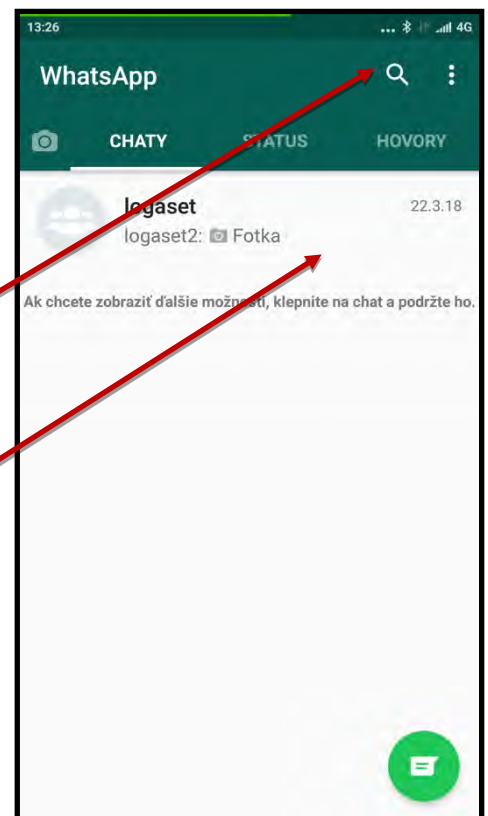 13:26 ... 4G
WhatsApp
CHATY STATUS HOVORY
logaset 22.3.18
logaset2: Fotka
Ak chcete zobraziť ďalšie možnosti, klepnite na chat a podržte ho.